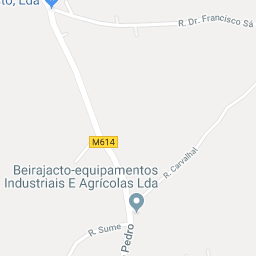 to, Lda
R. Dr. Francisco Sá
M614
Beirajacto-equipamentos
Industriais E Agrícolas Lda
R. Carvalhal
R. Sume
Pedro